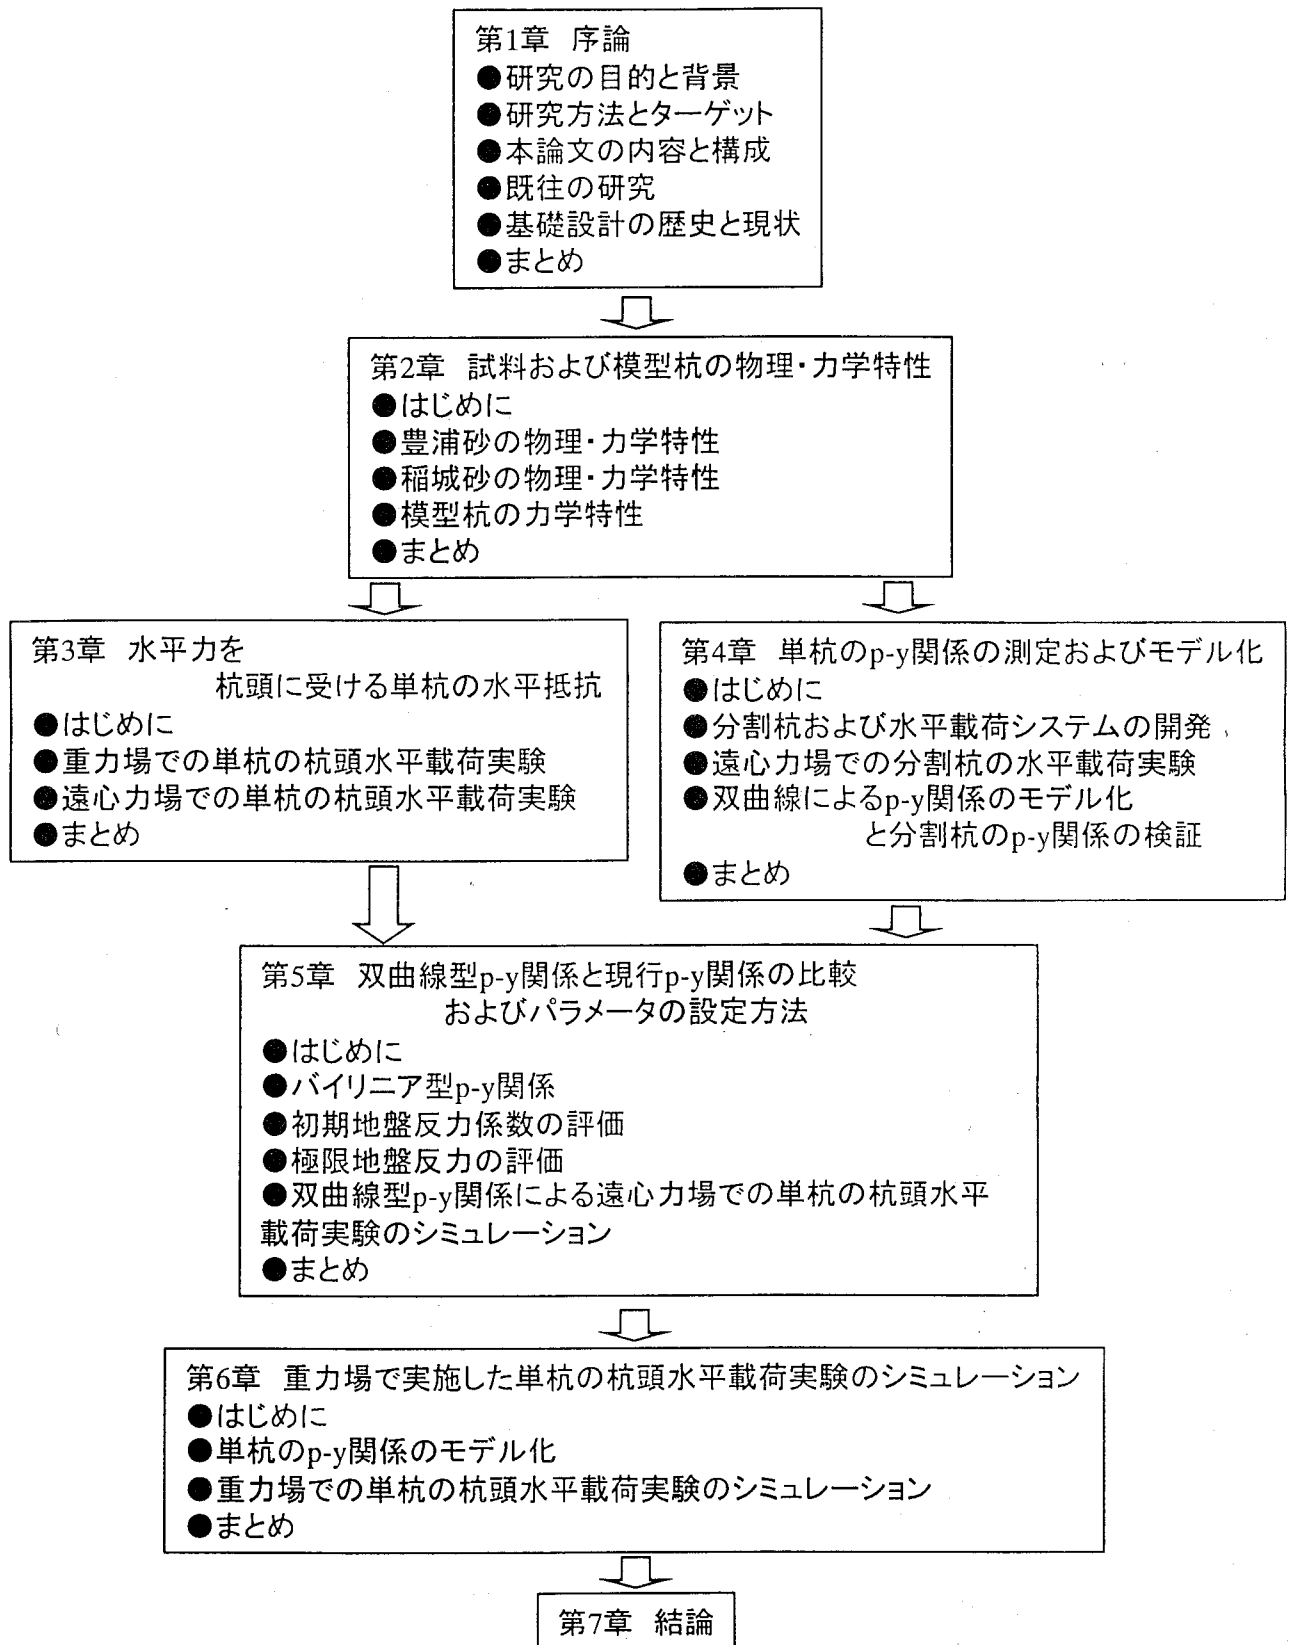 第1章 序論
●研究の目的と背景
●研究方法とターゲット
●本論文の内容と構成
●既往の研究
●基礎設計の歴史と現状
●まとめ
第2章 試料および模型杭の物理・力学特性
●はじめに
●豊浦砂の物理・力学特性
●稲城砂の物理・力学特性
●模型杭の力学特性
●まとめ
第3章 水平力を
杭頭に受ける単杭の水平抵抗
●はじめに
●重力場での単杭の杭頭水平載荷実験
●遠心力場での単杭の杭頭水平載荷実験
●まとめ
第4章 単杭のp-y関係の測定およびモデル化
●はじめに
●分割杭および水平載荷システムの開発
●遠心力場での分割杭の水平載荷実験
●双曲線によるp-y関係のモデル化
と分割杭のp-y関係の検証
●まとめ
第5章 双曲線型p-y関係と現行p-y関係の比較
およびパラメータの設定方法
●はじめに
●バイリニア型p-y関係
●初期地盤反力係数の評価
●極限地盤反力の評価
●双曲線型p-y関係による遠心力場での単杭の杭頭水平
載荷実験のシミュレーション
●まとめ
第6章 重力場で実施した単杭の杭頭水平載荷実験のシミュレーション
●はじめに
●単杭のp-y関係のモデル化
●重力場での単杭の杭頭水平載荷実験のシミュレーション
●まとめ
第7章 結論